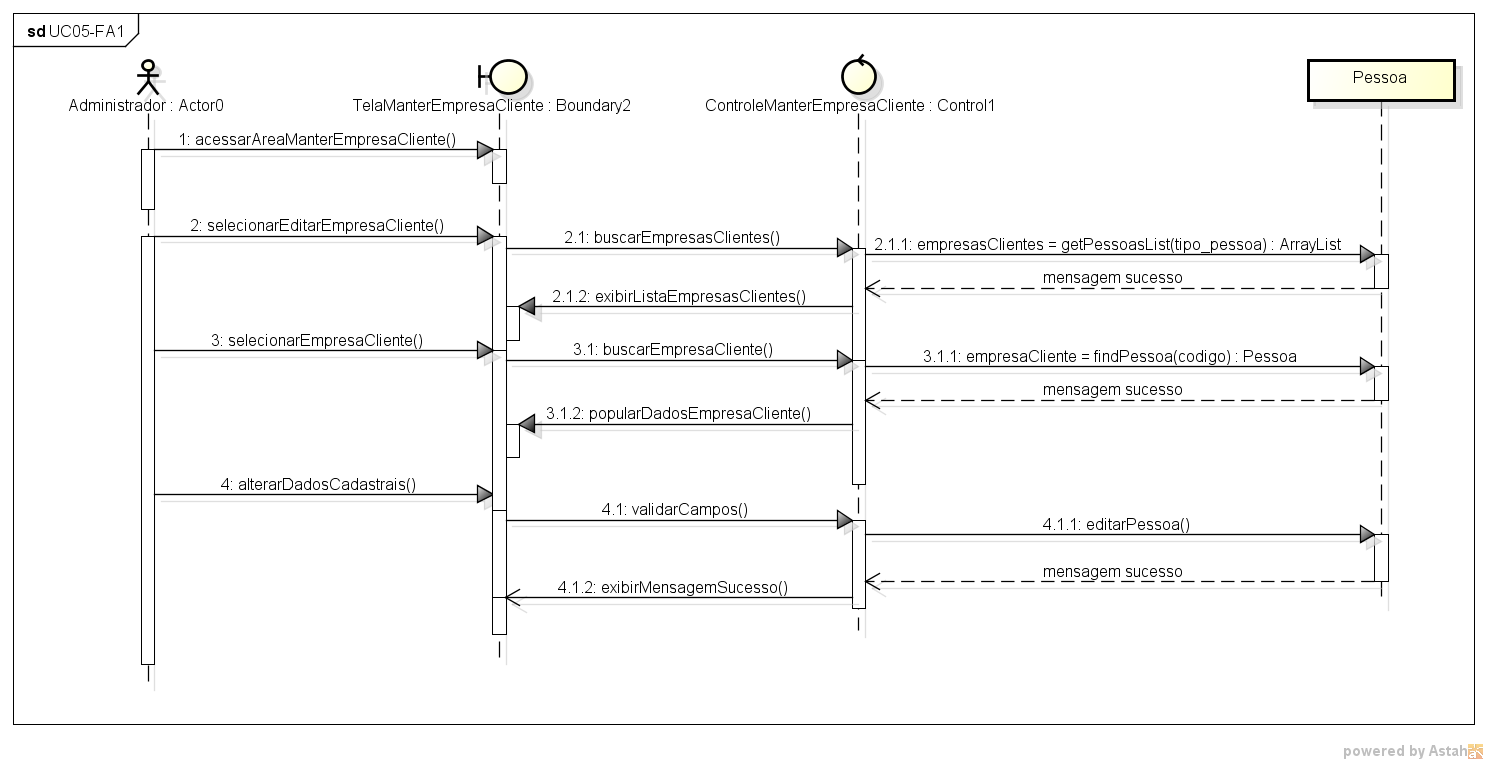 sd UC05-FA1
Administrador : Actor0
TelaManterEmpresaCliente : Boundary2
ControleManterEmpresaCliente : Control1
Pessoa
1: acessarAreaManterEmpresaCliente()
2: selecionarEditarEmpresaCliente()
2.1: buscarEmpresasClientes()
2.1.1: empresasClientes = getPessoasList(tipo_pessoa) : ArrayList
mensagem sucesso
2.1.2: exibirListaEmpresasClientes()
3: selecionarEmpresaCliente()
3.1: buscarEmpresaCliente()
3.1.1: empresaCliente = findPessoa(codigo) : Pessoa
mensagem sucesso
3.1.2: popularDadosEmpresaCliente()
4: alterarDadosCadastrais()
4.1: validarCampos()
4.1.1: editarPessoa()
mensagem sucesso
4.1.2: exibirMensagemSucesso()
powered by Astah